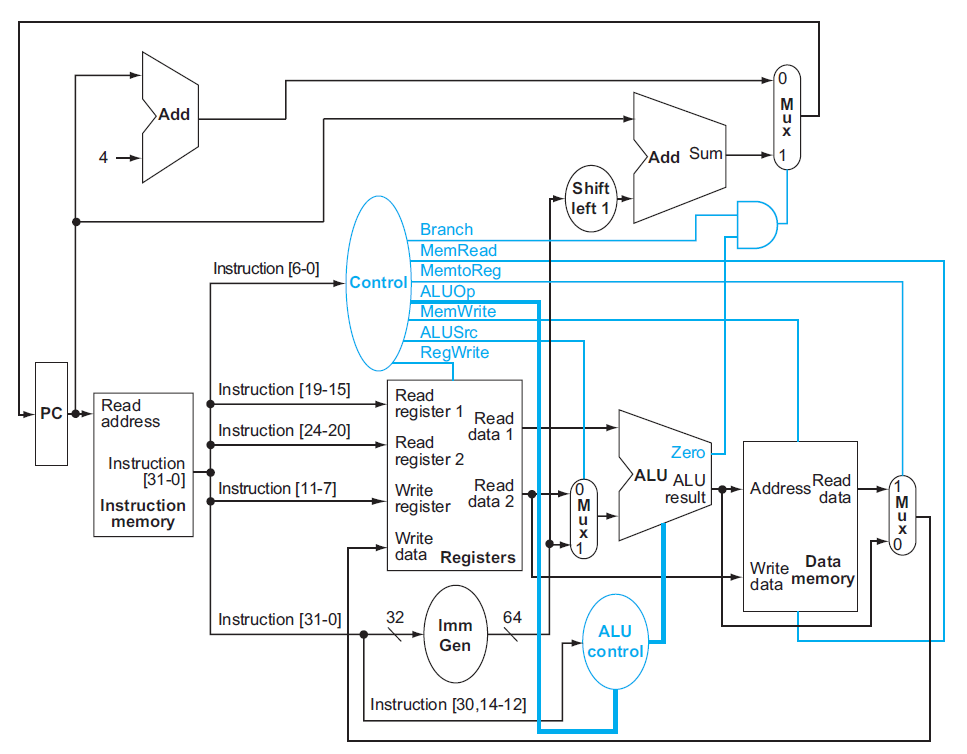 Add
4
0
M
u
x
1
Add Sum
Shift
left 1
Branch
MemRead
MemtoReg
ALUOp
MemWrite
ALUSrc
RegWrite
Control
Instruction [6-0]
PC
Read
address
Instruction
[31-0]
Instruction
memory
Instruction [19-15]
Instruction [24-20]
Instruction [11-7]
Instruction [31-0]
Read
register 1
Read
register 2
Write
register
Write
data
Read
data 1
Read
data 2
Registers
0
M
u
x
1
Zero
ALU
ALU
result
Address
Read
data
Write
data
Data
memory
1
M
u
x
0
32
Imm
Gen
64
ALU
control
Instruction [30,14-12]